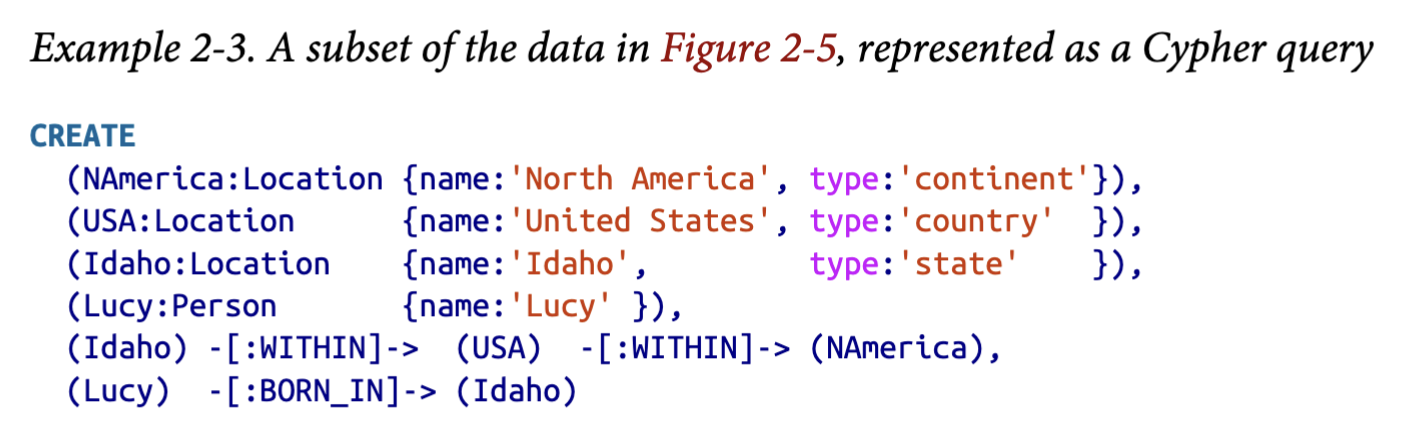 Example 2-3. A subset of the data in Figure 2-5, represented as a Cypher query
CREATE
(NAmerica:Location {name:'North America', type:'continent'}),
(USA:Location      {name:'United States', type:'country'  }),
(Idaho:Location    {name:'Idaho',         type:'state'    }),
(Lucy:Person       {name:'Lucy' }),
(Idaho) -[:WITHIN]->  (USA)  -[:WITHIN]-> (NAmerica),
(Lucy)  -[:BORN_IN]-> (Idaho)